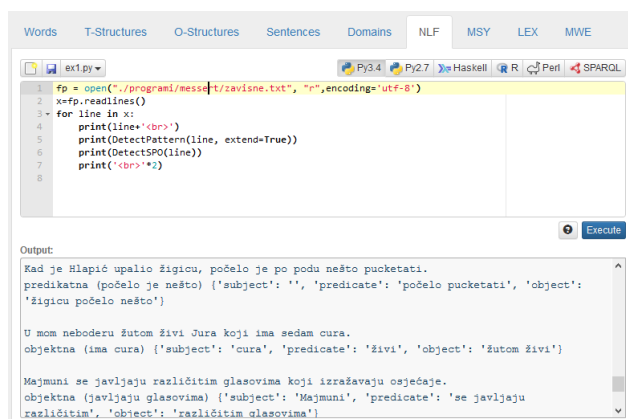 Words T-Structures O-Structures Sentences Domains NLF MSY LEX MWE
ex1.py Py3.4 Py2.7 Haskell R Perl SPARQL
1 fp = open("./programi/messert/zavisne.txt", "r",encoding='utf-8')
2 x=fp.readlines()
3 for line in x:
4 print(line+'<br>')
5 print(DetectPattern(line, extend=True))
6 print(DetectSPO(line))
7 print('<br>'*2)
8
Execute
Output:
Kad je Hlapić upalio žigicu, počelo je po podu nešto pucketati.
predikatna (počelo je nešto) {'subject': '', 'predicate': 'počelo pucketati', 'object':
'žigicu počelo nešto'}
U mom neboderu žutom živi Jura koji ima sedam cura.
objektna (ima cura) {'subject': 'cura', 'predicate': 'živi', 'object': 'žutom živi'}
Majmuni se javljaju različitim glasovima koji izražavaju osjećaje.
objektna (javljaju glasovima) {'subject': 'Majmuni', 'predicate': 'se javljaju
različitim', 'object': 'različitim glasovima'}